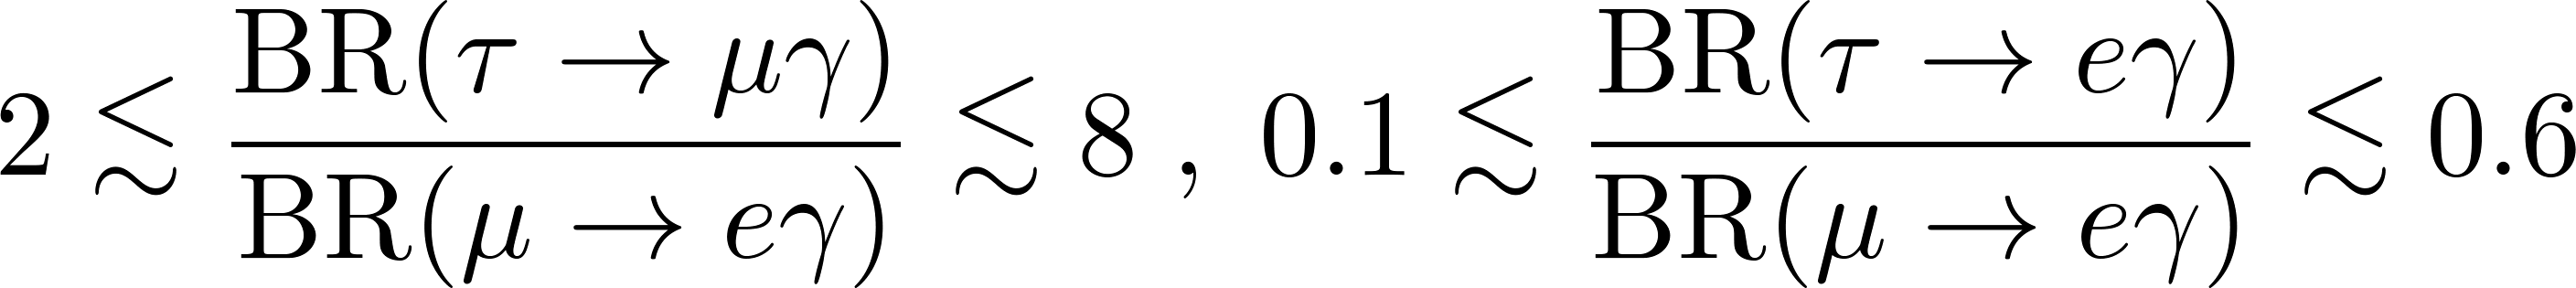 2 ≲ BR(τ → μγ) / BR(μ → eγ) ≲ 8 , 0.1 ≲ BR(τ → eγ) / BR(μ → eγ) ≲ 0.6